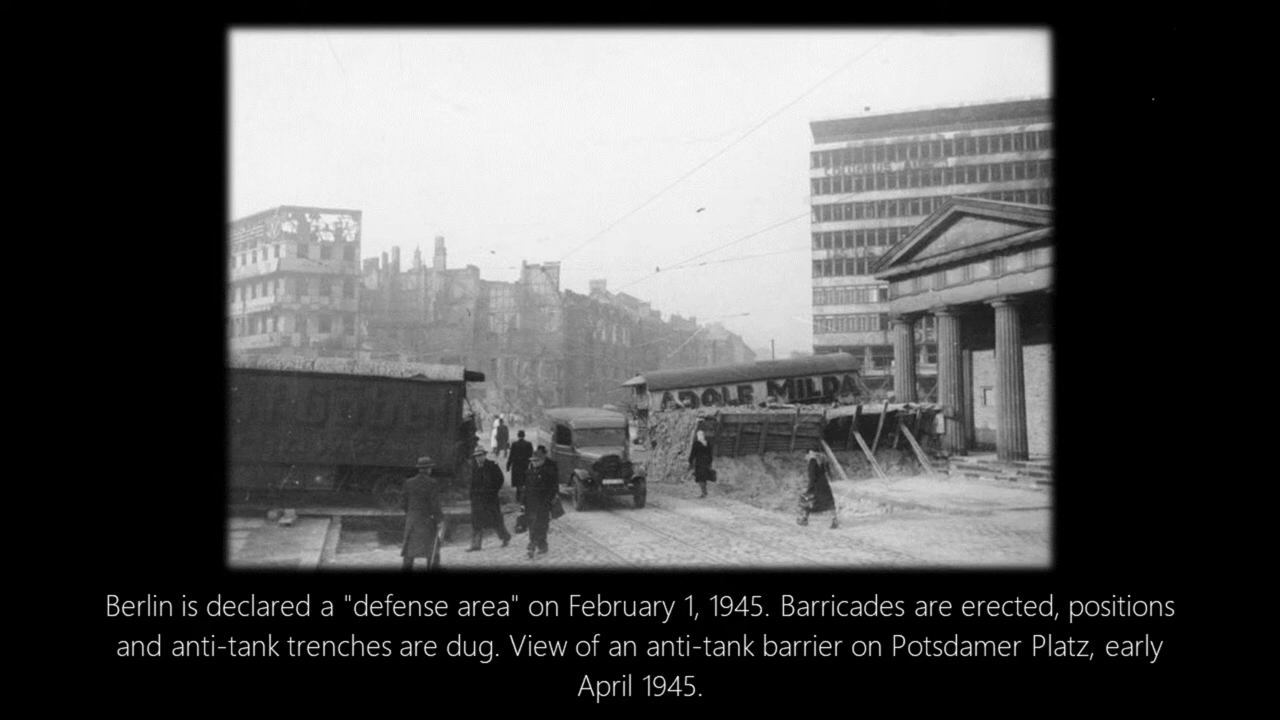 ADOLF MILDA
Berlin is declared a "defense area" on February 1, 1945. Barricades are erected, positions
and anti-tank trenches are dug. View of an anti-tank barrier on Potsdamer Platz, early
April 1945.